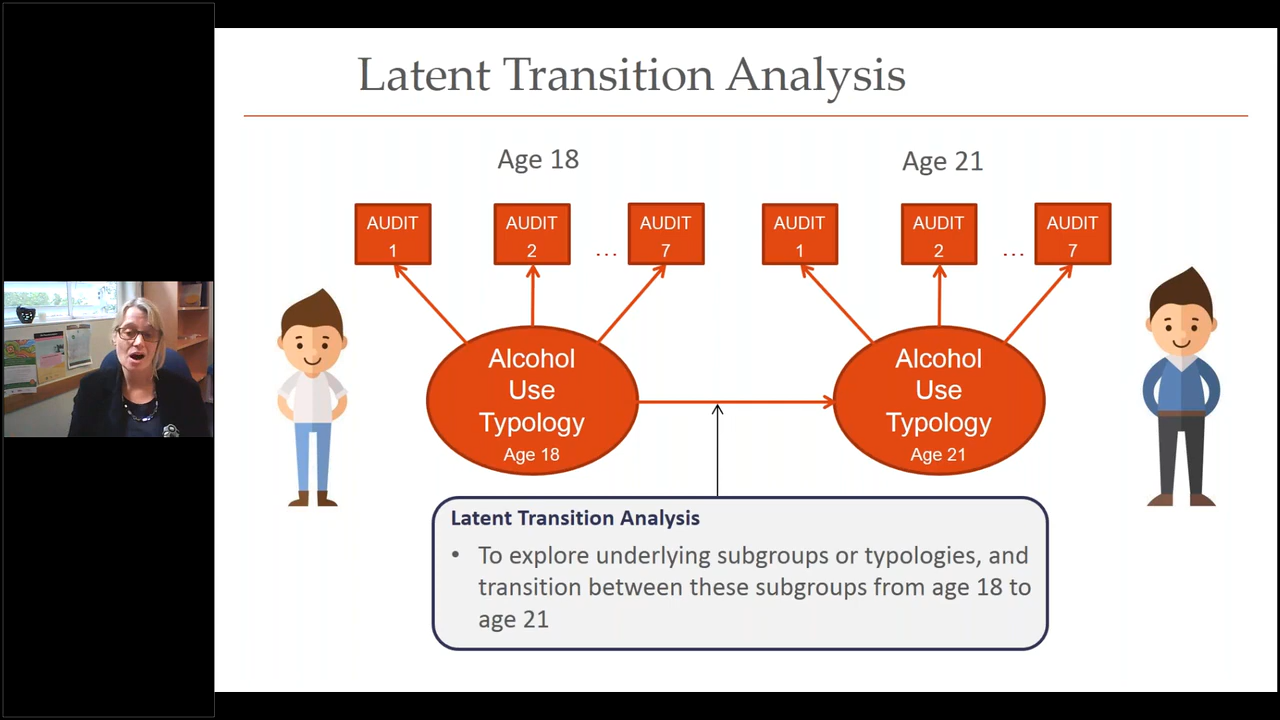 Latent Transition Analysis
Age 18
Age 21
AUDIT
1
AUDIT
2
...
AUDIT
7
AUDIT
1
AUDIT
2
...
AUDIT
7
Alcohol
Use
Typology
Age 18
Alcohol
Use
Typology
Age 21
Latent Transition Analysis
• To explore underlying subgroups or typologies, and
transition between these subgroups from age 18 to
age 21